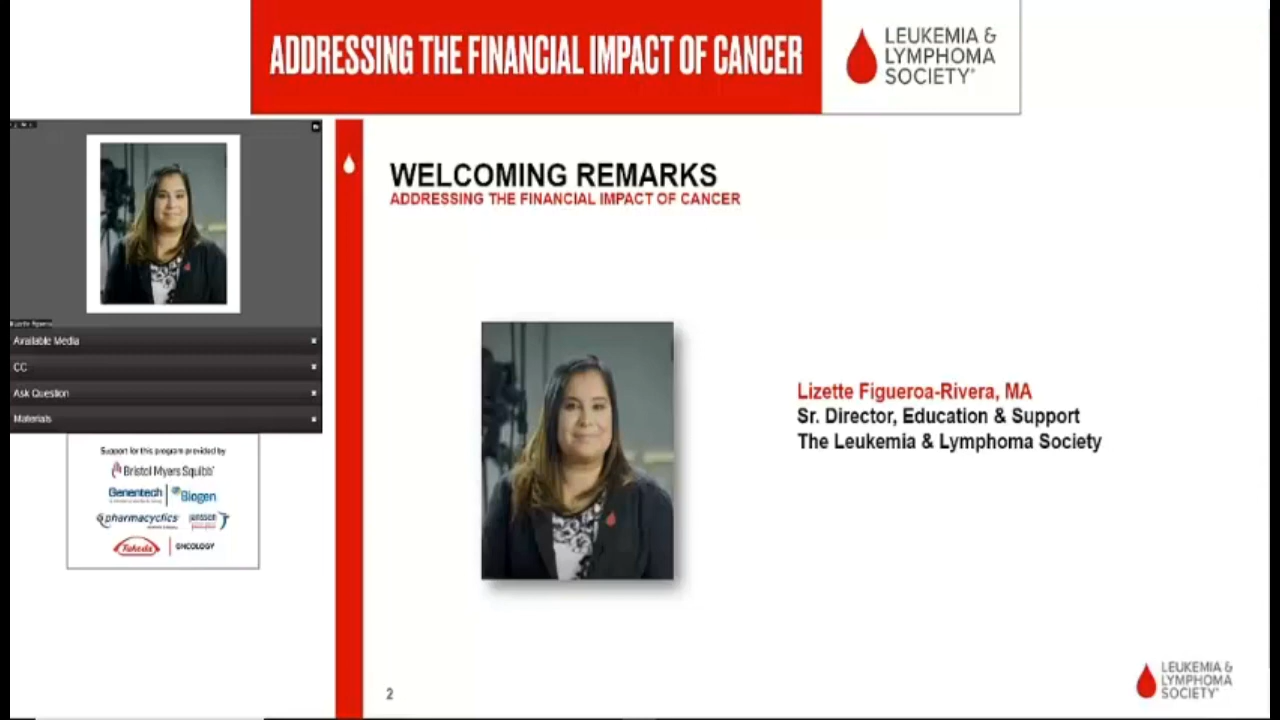 ADDRESSING THE FINANCIAL IMPACT OF CANCER
LEUKEMIA &
LYMPHOMA
SOCIETY®
WELCOMING REMARKS
ADDRESSING THE FINANCIAL IMPACT OF CANCER
Available Media
CC
Ask Question
Materials
Support for this program provided by
Bristol Myers Squibb™
Genentech
Biogen
pharmacyclics
janssen
Takeda
ONCOLOGY
Lizette Figueroa-Rivera, MA
Sr. Director, Education & Support
The Leukemia & Lymphoma Society
2
LEUKEMIA &
LYMPHOMA
SOCIETY®